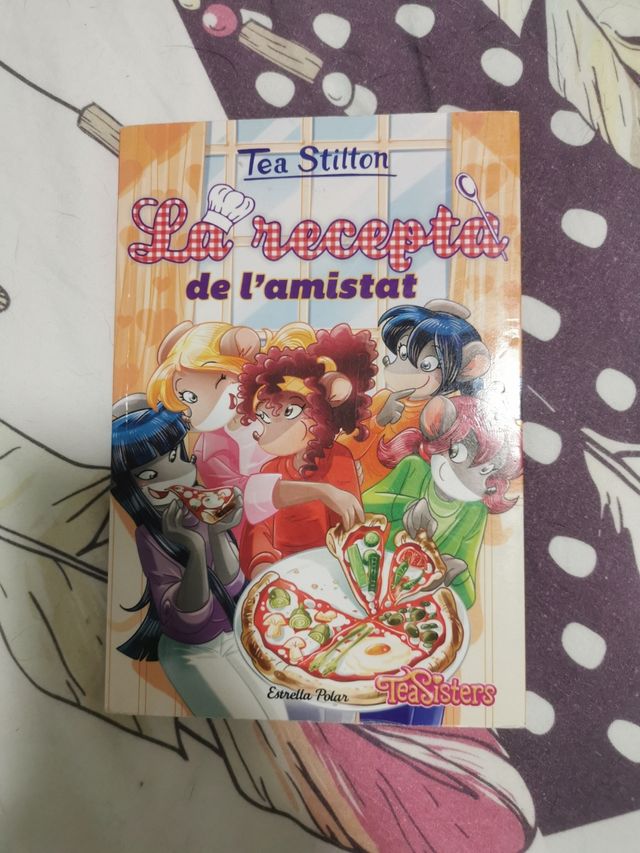 Tea Stilton
La recepta
de l'amistat
Estrella Polar
TeaSisters